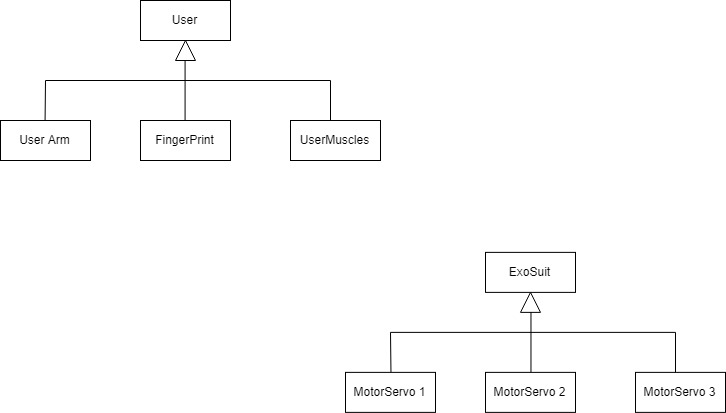 User
User Arm
FingerPrint
UserMuscles
ExoSuit
MotorServo 1
MotorServo 2
MotorServo 3